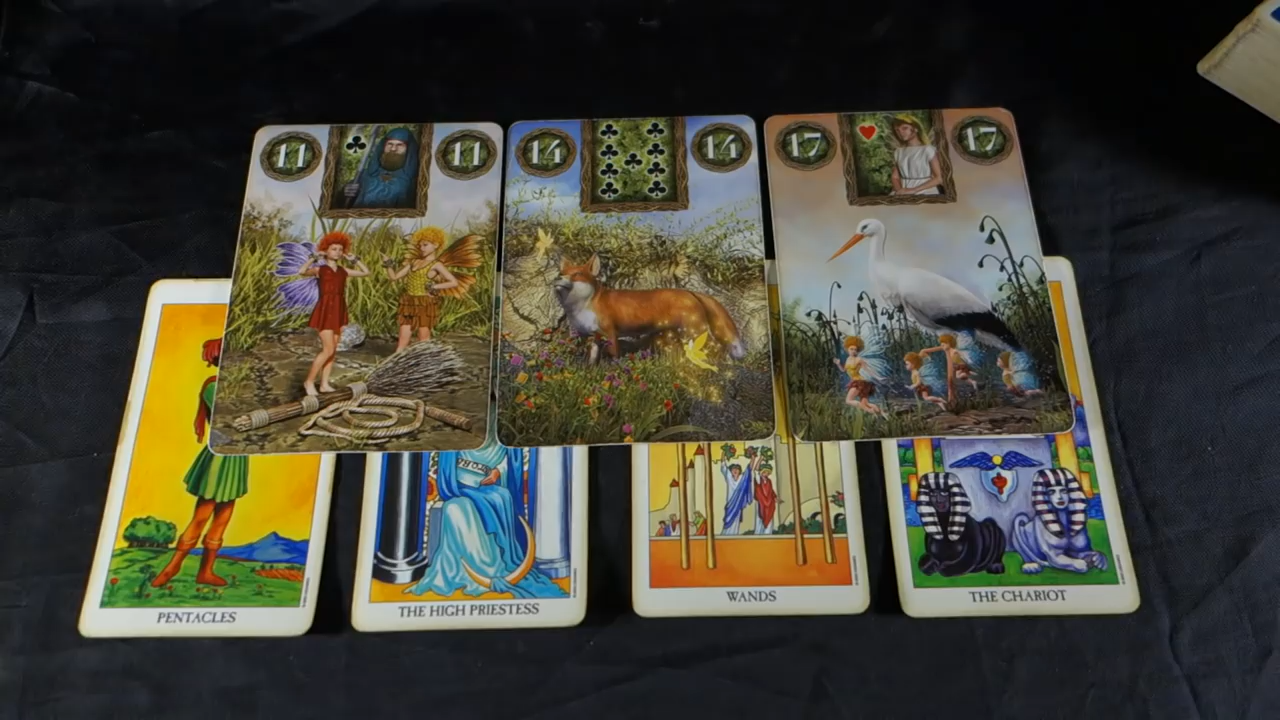 11 11
14 14
17 17
PENTACLES
THE HIGH PRIESTESS
WANDS
THE CHARIOT